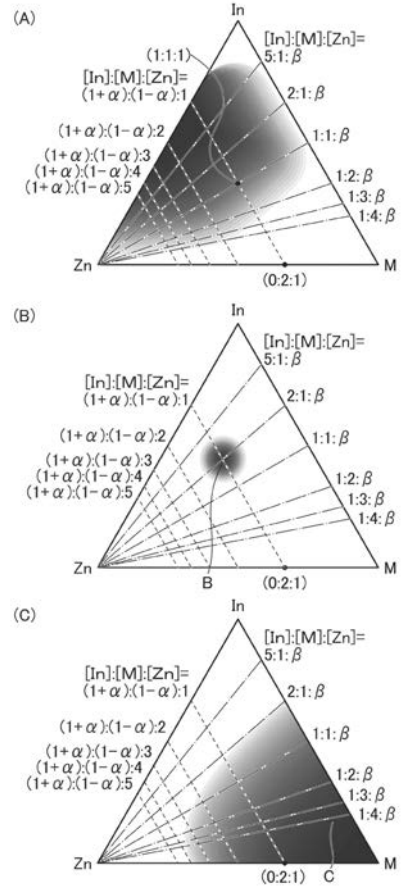 (A)
In
(1:1:1)
[In]:[M]:[Zn]=
5:1:β
[In]:[M]:[Zn]=
(1+α):(1-α):1
2:1:β
(1+α):(1-α):2
1:1:β
(1+α):(1-α):3
(1+α):(1-α):4
(1+α):(1-α):5
1:2:β
1:3:β
1:4:β
Zn
M
(0:2:1)
(B)
In
[In]:[M]:[Zn]=
5:1:β
[In]:[M]:[Zn]=
(1+α):(1-α):1
2:1:β
(1+α):(1-α):2
1:1:β
(1+α):(1-α):3
(1+α):(1-α):4
(1+α):(1-α):5
1:2:β
1:3:β
1:4:β
Zn
M
B
(0:2:1)
(C)
In
[In]:[M]:[Zn]=
5:1:β
[In]:[M]:[Zn]=
(1+α):(1-α):1
2:1:β
(1+α):(1-α):2
1:1:β
(1+α):(1-α):3
(1+α):(1-α):4
(1+α):(1-α):5
1:2:β
1:3:β
1:4:β
Zn
M
(0:2:1)
C